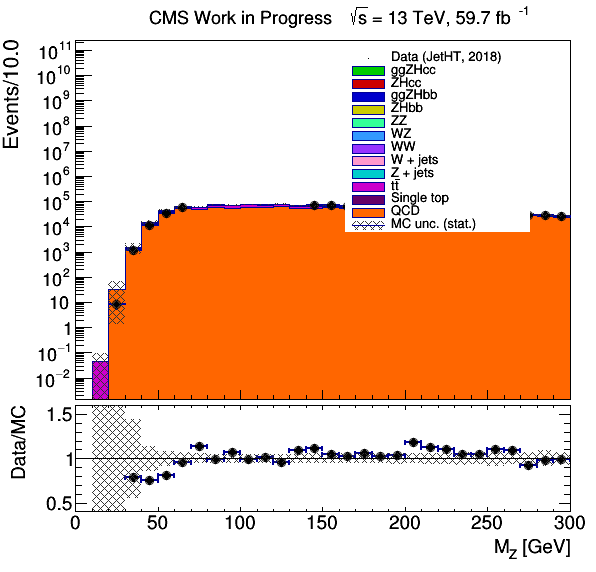 CMS Work in Progress √s = 13 TeV, 59.7 fb⁻¹
Events/10.0
10¹¹
10¹⁰
10⁹
10⁸
10⁷
10⁶
10⁵
10⁴
10³
10²
10
1
10⁻¹
10⁻²
Data (JetHT, 2018)
ggZHcc
ZHcc
ggZHbb
ZHbb
ZZ
WZ
WW
W + jets
Z + jets
tt̄
Single top
QCD
MC unc. (stat.)
Data/MC
1.5
1
0.5
0 50 100 150 200 250 300
M_Z [GeV]